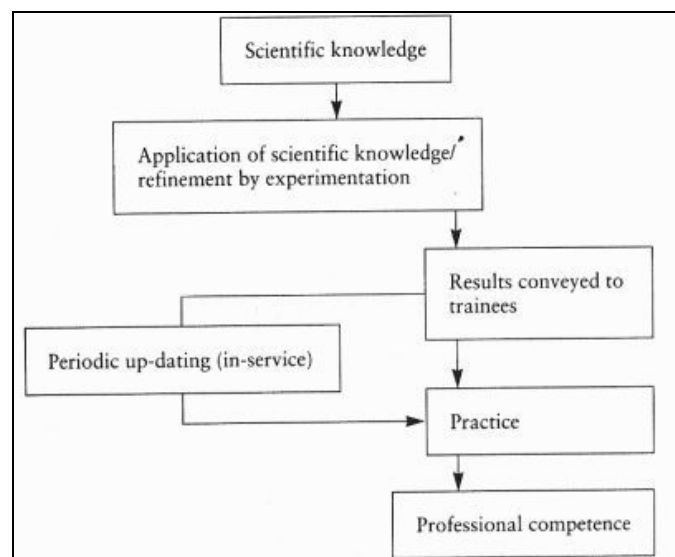 Scientific knowledge
Application of scientific knowledge/
refinement by experimentation
Results conveyed to
trainees
Periodic up-dating (in-service)
Practice
Professional competence